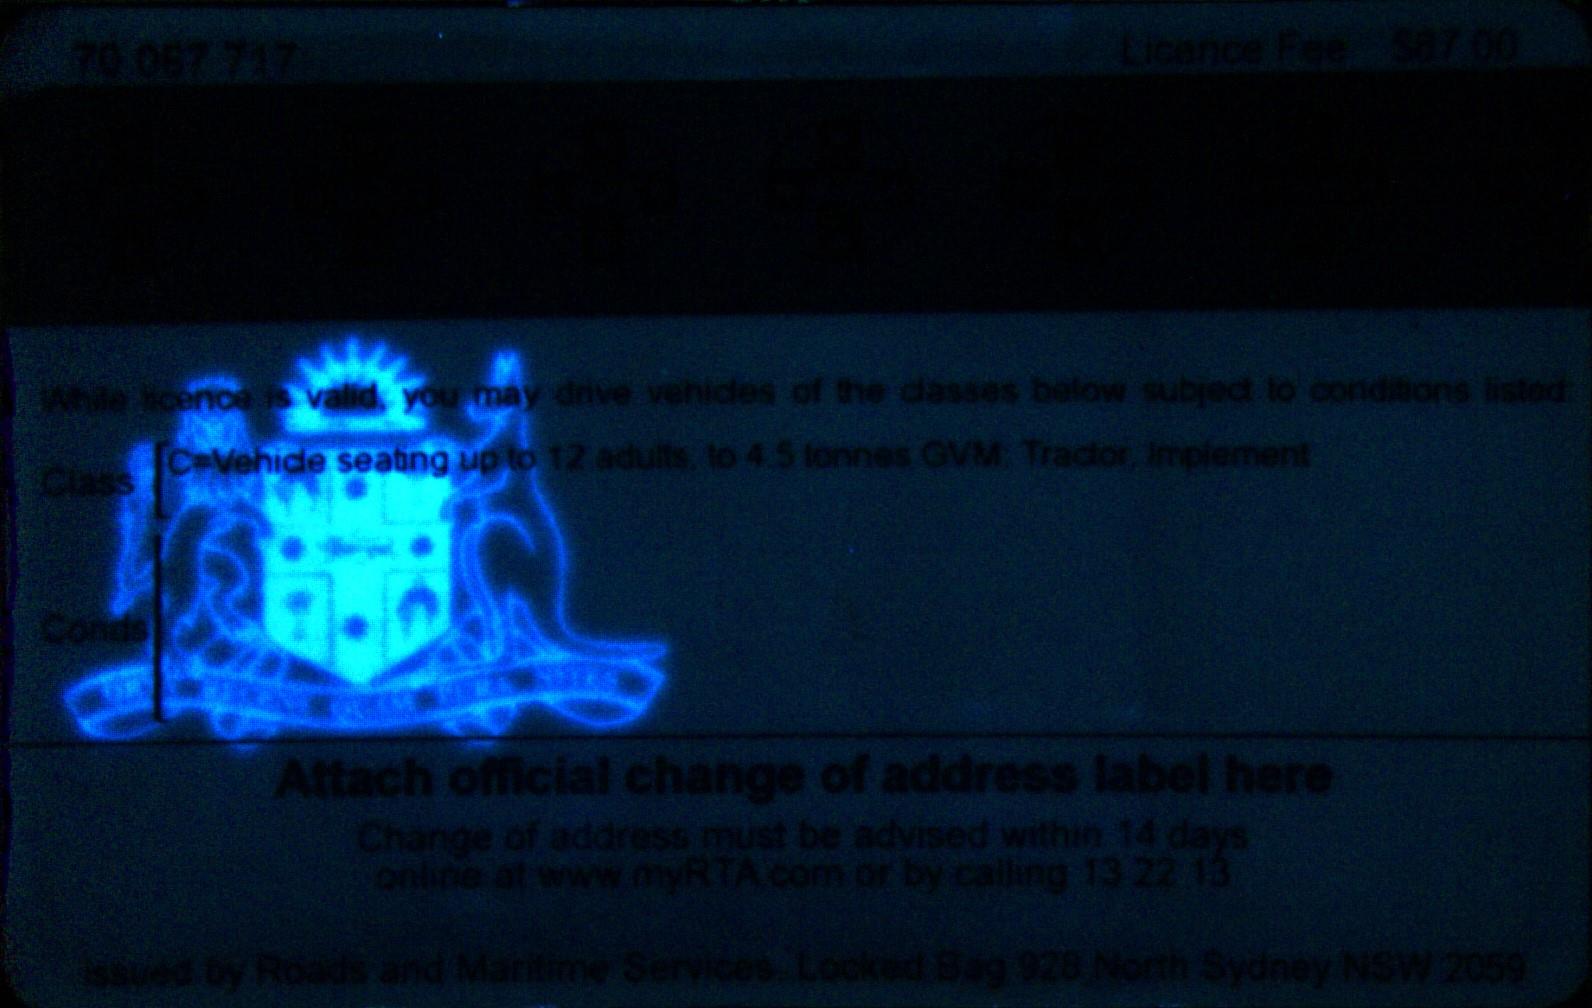 70 067 717 Licence Fee $87.00
While licence is valid, you may drive vehicles of the classes below subject to conditions listed:
Class C=Vehicle seating up to 12 adults, to 4.5 tonnes GVM; Tractor, Implement
Conds
Attach official change of address label here
Change of address must be advised within 14 days
online at www.myRTA.com or by calling 13 22 13
Issued by Roads and Maritime Services. Locked Bag 928 North Sydney NSW 2059